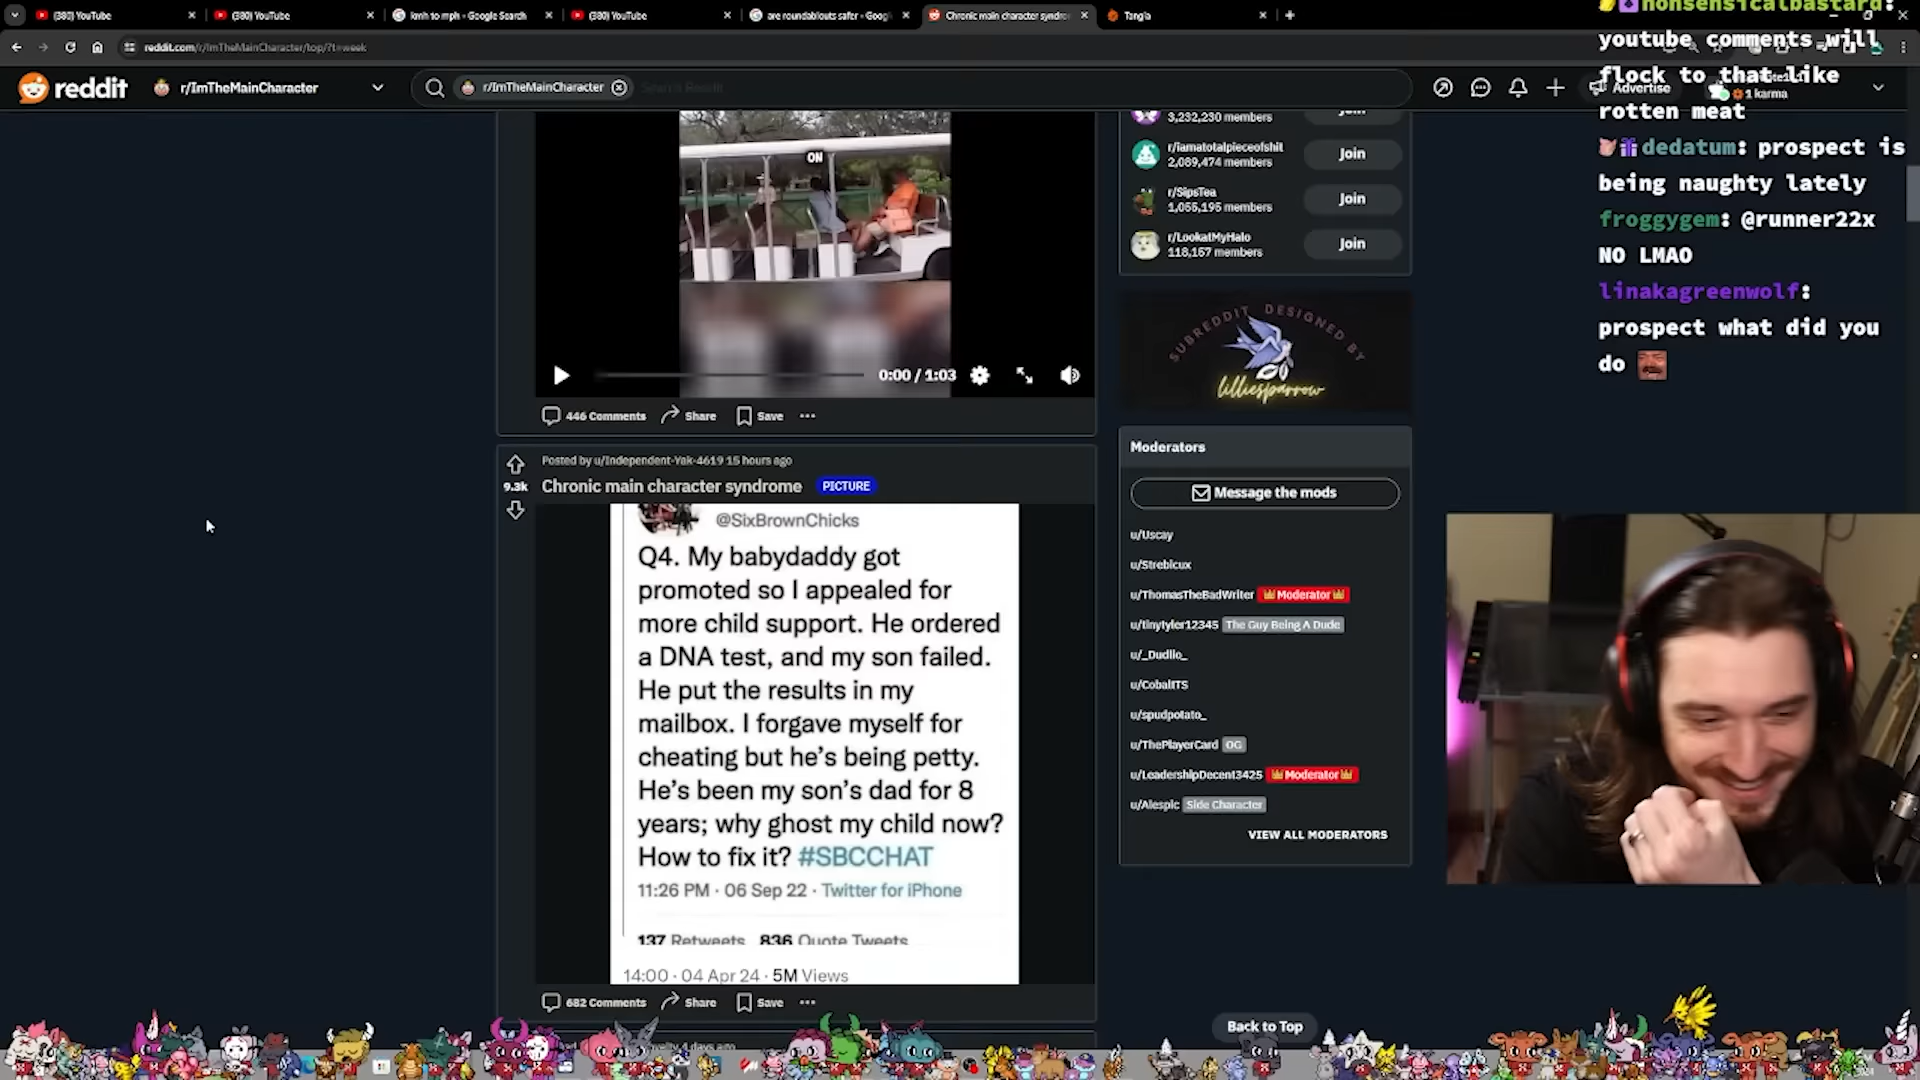 (380) YouTube
(380) YouTube
kmh to mph - Google Search
(380) YouTube
are roundabouts safer - Googl
Chronic main character syndro
Tangia
reddit.com/r/ImTheMainCharacter/top/?t=week
reddit
r/ImTheMainCharacter
r/ImTheMainCharacter
Search Reddit
Advertise
1 karma
nonsensicalbastard:
youtube comments will
flock to that like
rotten meat
dedatum: prospect is
being naughty lately
froggygem: @runner22x
NO LMAO
linakagreenwolf:
prospect what did you
do
ON
0:00 / 1:03
446 Comments
Share
Save
Posted by u/Independent-Yak-4619 15 hours ago
9.3k
Chronic main character syndrome
PICTURE
@SixBrownChicks
Q4. My babydaddy got
promoted so I appealed for
more child support. He ordered
a DNA test, and my son failed.
He put the results in my
mailbox. I forgave myself for
cheating but he's being petty.
He's been my son's dad for 8
years; why ghost my child now?
How to fix it? #SBCCHAT
11:26 PM · 06 Sep 22 · Twitter for iPhone
137 Retweets 836 Quote Tweets
14:00 · 04 Apr 24 · 5M Views
682 Comments
Share
Save
4 days ago
3,232,230 members
Join
r/iamatotalpieceofshit
2,089,474 members
Join
r/SipsTea
1,055,195 members
Join
r/LookatMyHalo
118,157 members
Join
SUBREDDIT DESIGNED BY
lilliesparrow
Moderators
Message the mods
u/Uscay
u/Strebicux
u/ThomasTheBadWriter Moderator
u/tinytyler12345 The Guy Being A Dude
u/_Dudlio_
u/CobaltTS
u/spudpotato_
u/ThePlayerCard OG
u/LeadershipDecent3425 Moderator
u/Alespic Side Character
VIEW ALL MODERATORS
Back to Top